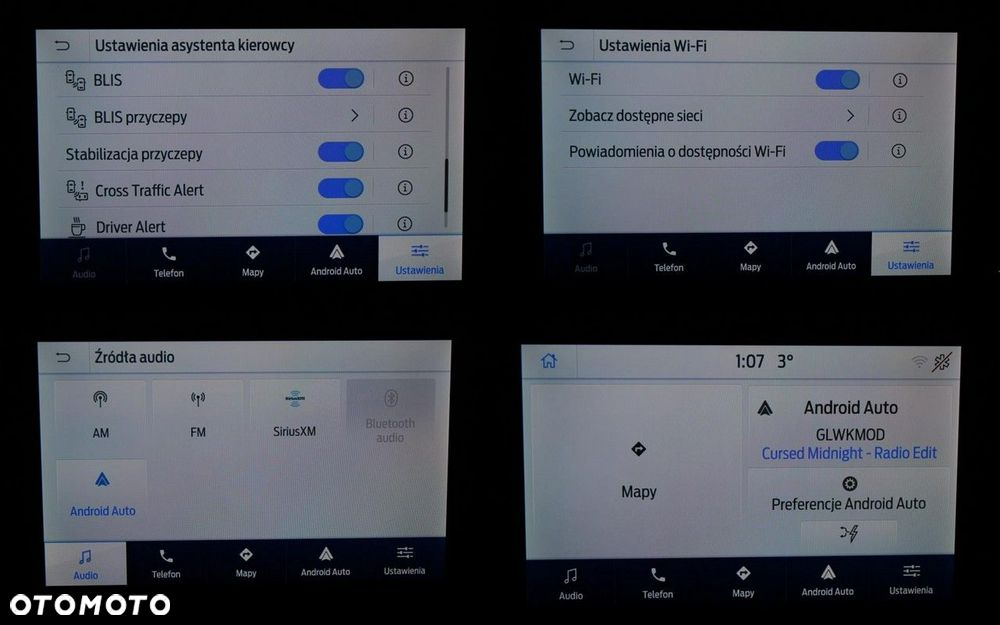 Ustawienia asystenta kierowcy
BLIS
BLIS przyczepy
Stabilizacja przyczepy
Cross Traffic Alert
Driver Alert
Audio
Telefon
Mapy
Android Auto
Ustawienia
Ustawienia Wi-Fi
Wi-Fi
Zobacz dostępne sieci
Powiadomienia o dostępności Wi-Fi
Audio
Telefon
Mapy
Android Auto
Ustawienia
Źródła audio
AM
FM
SiriusXM
SiriusXM
Bluetooth
audio
Android Auto
Audio
Telefon
Mapy
Android Auto
Ustawienia
1:07 3°
Mapy
Android Auto
GLWKMOD
Cursed Midnight - Radio Edit
Preferencje Android Auto
Audio
Telefon
Mapy
Android Auto
Ustawienia
OTOMOTO